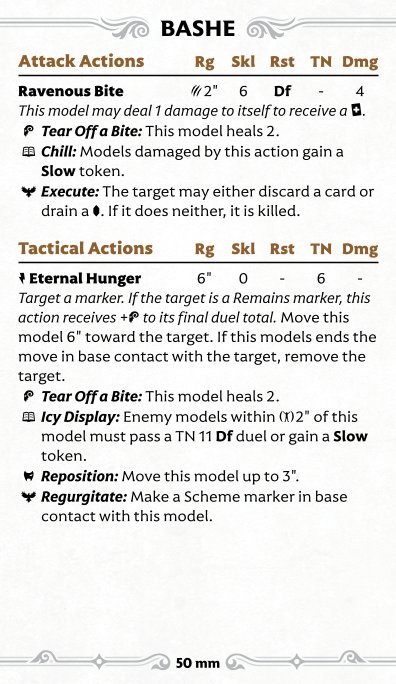 BASHE
Attack Actions Rg Skl Rst TN Dmg
Ravenous Bite 2" 6 Df - 4
This model may deal 1 damage to itself to receive a .
Tear Off a Bite: This model heals 2.
Chill: Models damaged by this action gain a
Slow token.
Execute: The target may either discard a card or
drain a . If it does neither, it is killed.
Tactical Actions Rg Skl Rst TN Dmg
Eternal Hunger 6" 0 - 6 -
Target a marker. If the target is a Remains marker, this
action receives + to its final duel total. Move this
model 6" toward the target. If this models ends the
move in base contact with the target, remove the
target.
Tear Off a Bite: This model heals 2.
Icy Display: Enemy models within 2" of this
model must pass a TN 11 Df duel or gain a Slow
token.
Reposition: Move this model up to 3".
Regurgitate: Make a Scheme marker in base
contact with this model.
50 mm